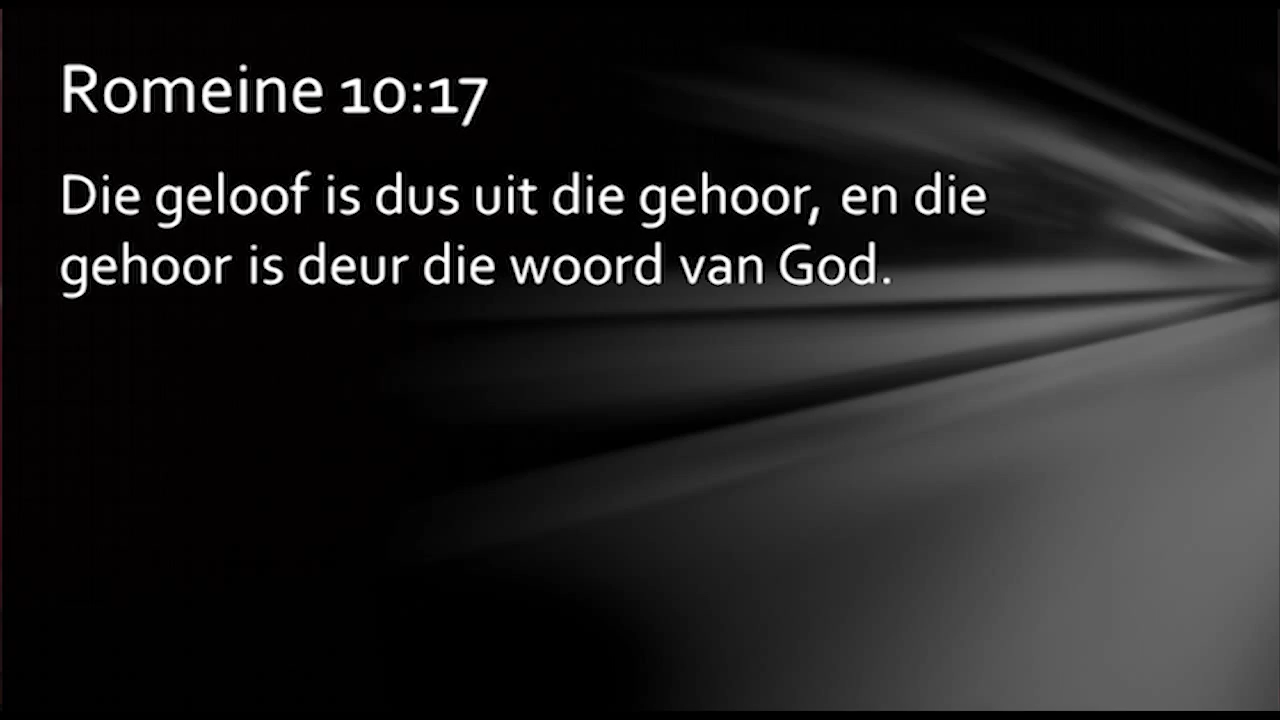 Romeine 10:17
Die geloof is dus uit die gehoor, en die
gehoor is deur die woord van God.